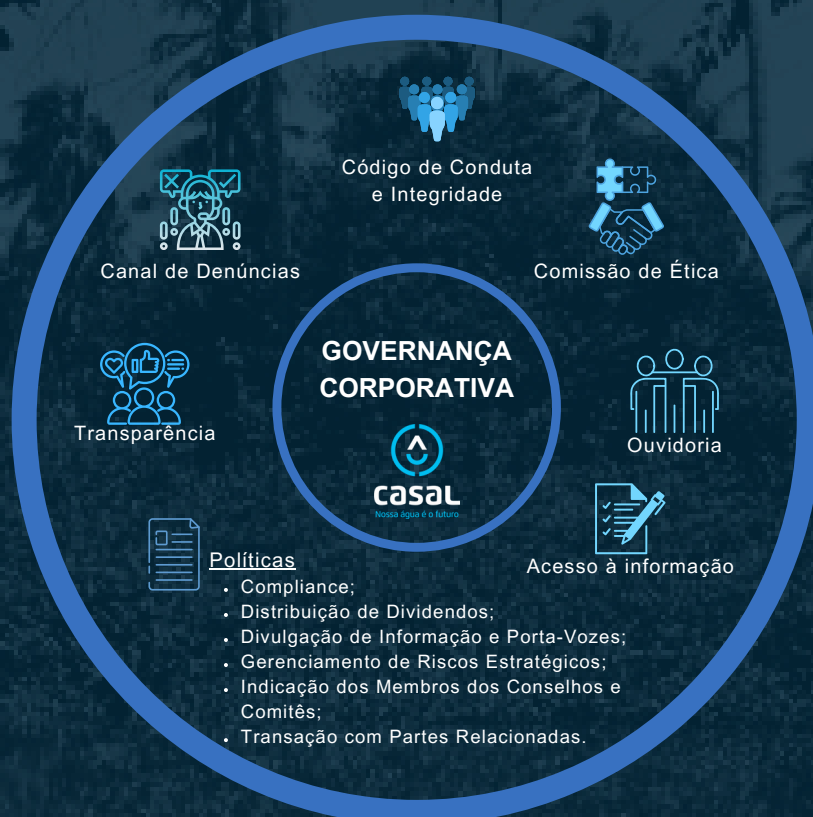 Código de Conduta
e Integridade
Canal de Denúncias
Comissão de Ética
GOVERNANÇA
CORPORATIVA
casal
Nossa água é o futuro
Transparência
Ouvidoria
Acesso à informação
Políticas
• Compliance;
• Distribuição de Dividendos;
• Divulgação de Informação e Porta-Vozes;
• Gerenciamento de Riscos Estratégicos;
• Indicação dos Membros dos Conselhos e
Comitês;
• Transação com Partes Relacionadas.